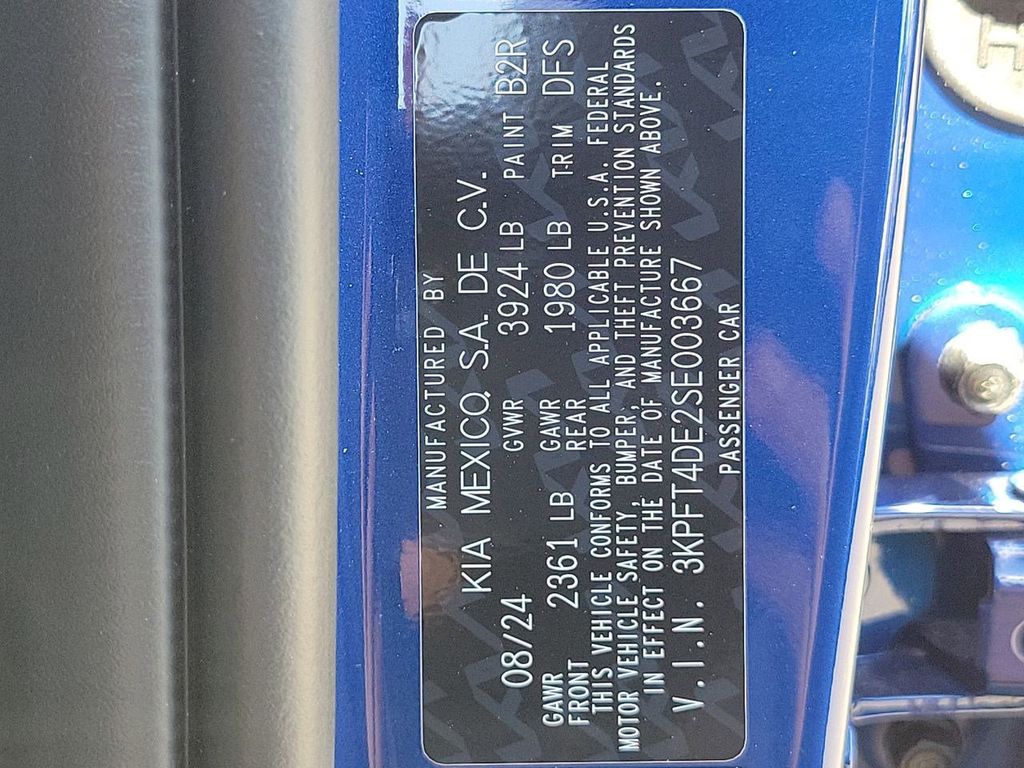 MANUFACTURED BY
KIA MEXICO, S.A. DE C.V.
08/24 GVWR 3924 LB PAINT B2R
GAWR FRONT 2361 LB GAWR REAR 1980 LB TRIM DFS
THIS VEHICLE CONFORMS TO ALL APPLICABLE U.S.A. FEDERAL
MOTOR VEHICLE SAFETY, BUMPER, AND THEFT PREVENTION STANDARDS
IN EFFECT ON THE DATE OF MANUFACTURE SHOWN ABOVE.
V.I.N. 3KPFT4DE2SE003667
PASSENGER CAR
H